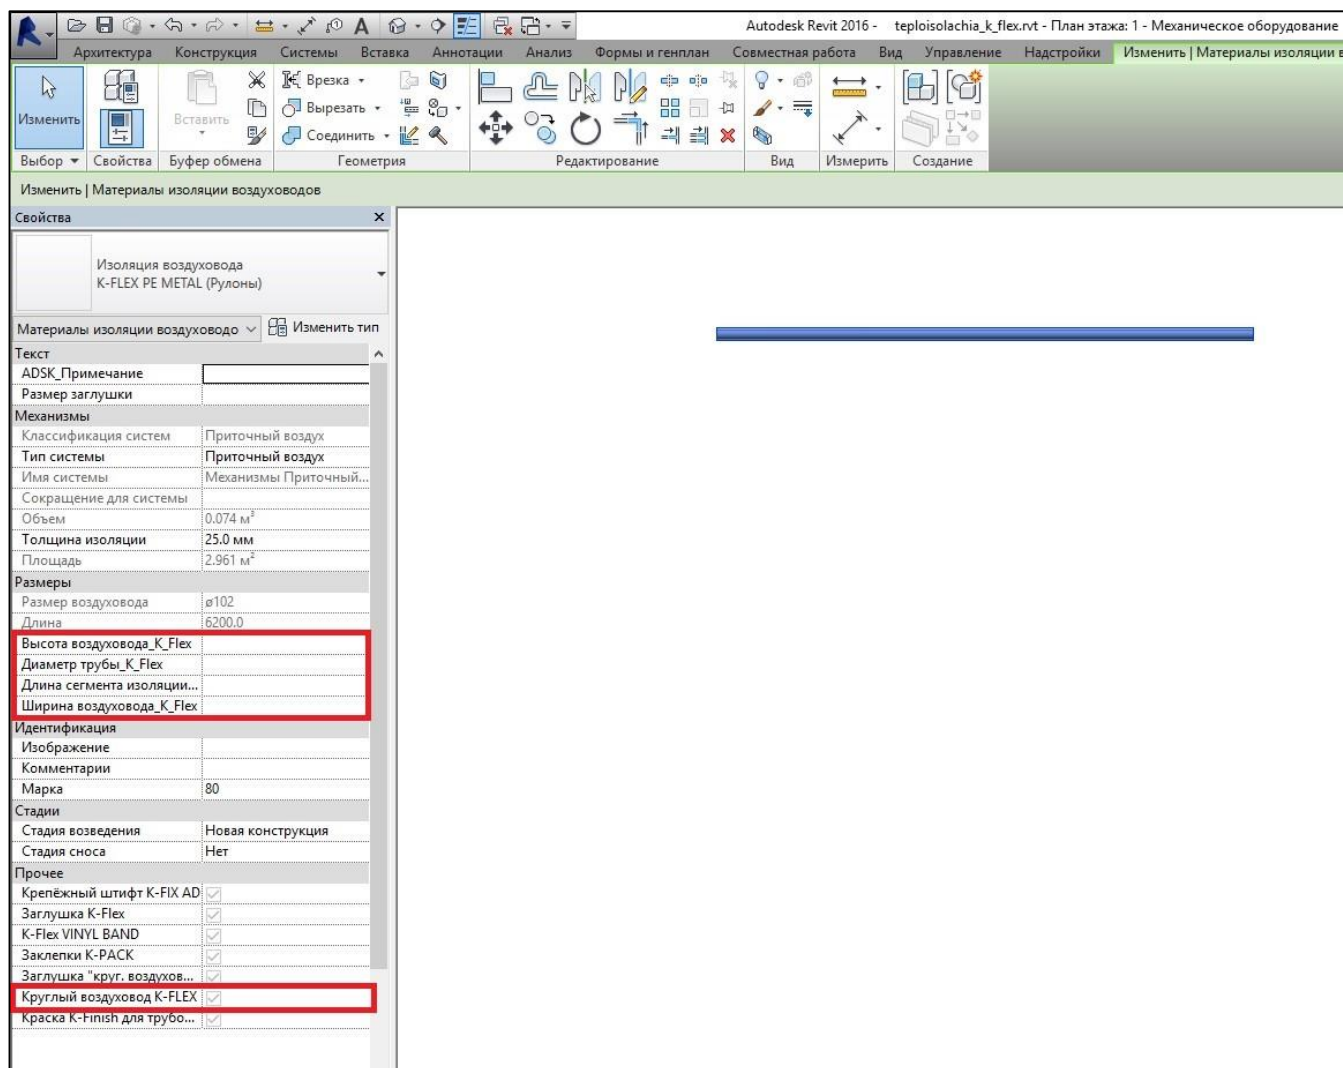 Autodesk Revit 2016 - teploisolachia_k_flex.rvt - План этажа: 1 - Механическое оборудование
Архитектура Конструкция Системы Вставка Аннотации Анализ Формы и генплан Совместная работа Вид Управление Надстройки Изменить | Материалы изоляции в
Врезка
Изменить Вставить Вырезать
Соединить
Выбор Свойства Буфер обмена Геометрия Редактирование Вид Измерить Создание
Изменить | Материалы изоляции воздуховодов
Свойства
Изоляция воздуховода
K-FLEX PE METAL (Рулоны)
Материалы изоляции воздуховодо Изменить тип
Текст
ADSK_Примечание
Размер заглушки
Механизмы
Классификация систем Приточный воздух
Тип системы Приточный воздух
Имя системы Механизмы Приточный...
Сокращение для системы
Объем 0.074 м³
Толщина изоляции 25.0 мм
Площадь 2.961 м²
Размеры
Размер воздуховода ø102
Длина 6200.0
Высота воздуховода_K_Flex
Диаметр трубы_K_Flex
Длина сегмента изоляции...
Ширина воздуховода_K_Flex
Идентификация
Изображение
Комментарии
Марка 80
Стадии
Стадия возведения Новая конструкция
Стадия сноса Нет
Прочее
Крепёжный штифт K-FIX AD
Заглушка K-Flex
K-Flex VINYL BAND
Заклепки K-PACK
Заглушка "круг. воздухов...
Круглый воздуховод K-FLEX
Краска K-Finish для трубо...